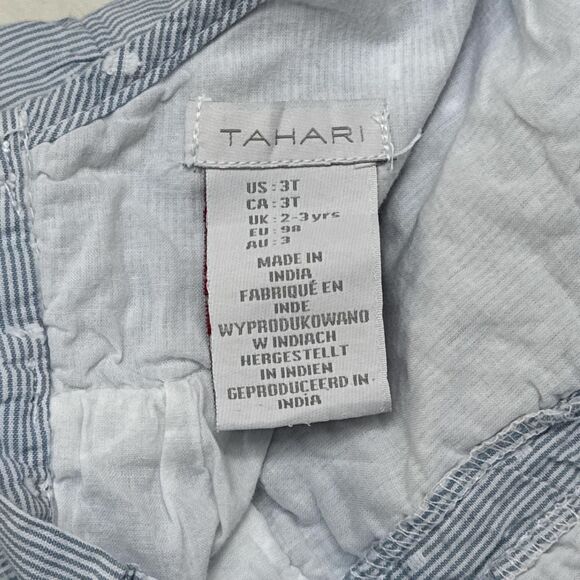 TAHARI
US : 3T
CA : 3T
UK : 2-3 yrs
EU : 98
AU : 3
MADE IN
INDIA
FABRIQUÉ EN
INDE
WYPRODUKOWANO
W INDIACH
HERGESTELLT
IN INDIEN
GEPRODUCEERD IN
INDIA